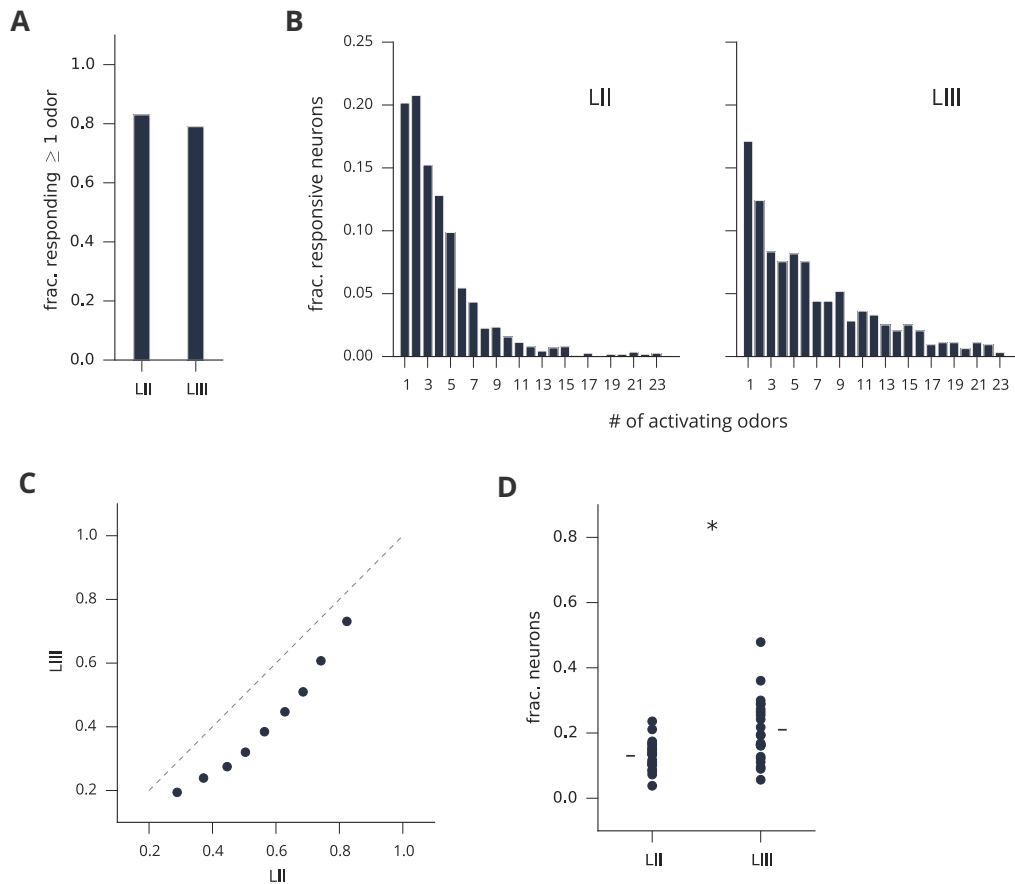 A
frac. responding ≥ 1 odor
1.0
0.8
0.6
0.4
0.2
0.0
LII LIII
B
frac. responsive neurons
0.25
0.20
0.15
0.10
0.05
0.00
LII
LIII
1 3 5 7 9 11 13 15 17 19 21 23
1 3 5 7 9 11 13 15 17 19 21 23
# of activating odors
C
LIII
1.0
0.8
0.6
0.4
0.2
0.2 0.4 0.6 0.8 1.0
LII
D
frac. neurons
*
0.8
0.6
0.4
0.2
0.0
LII LIII